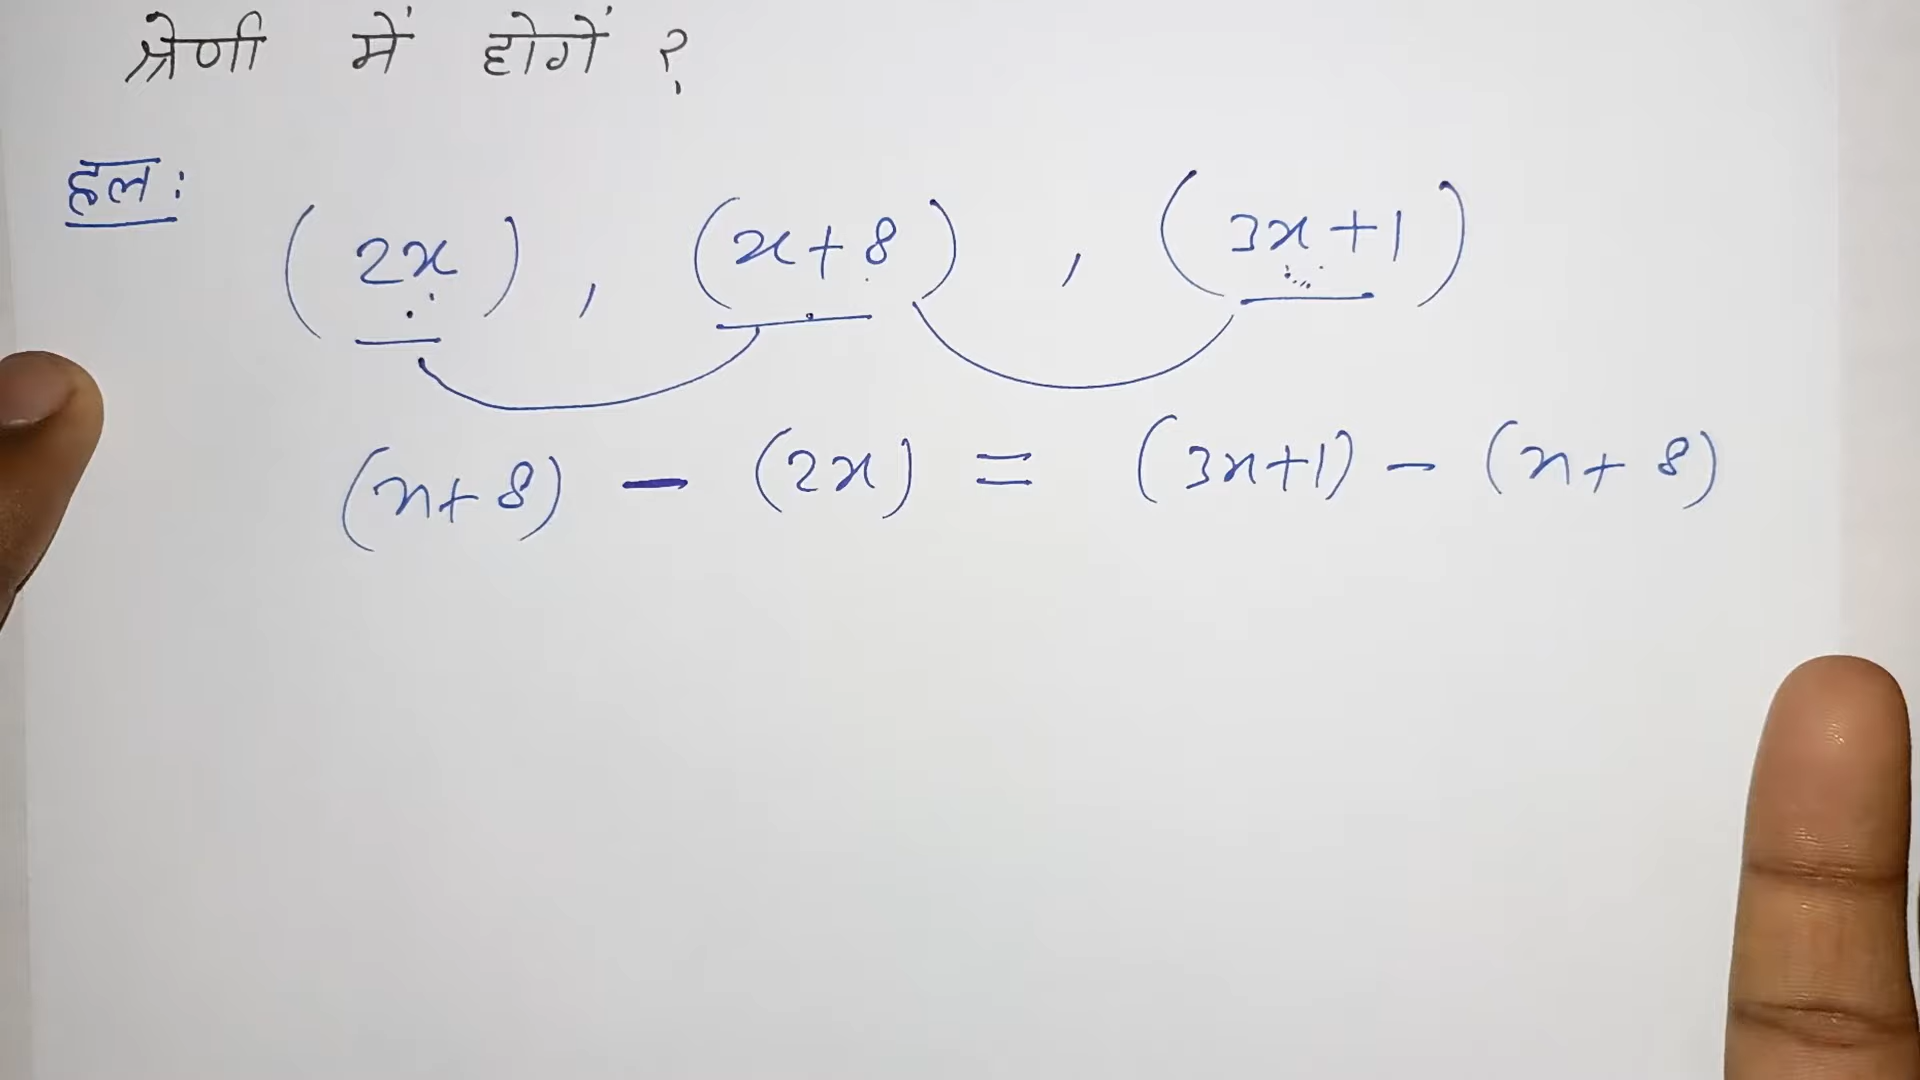 श्रेणी में होगें ?
हल :
(2x) , (x+8) , (3x+1)
(x+8) - (2x) = (3x+1) - (x+8)